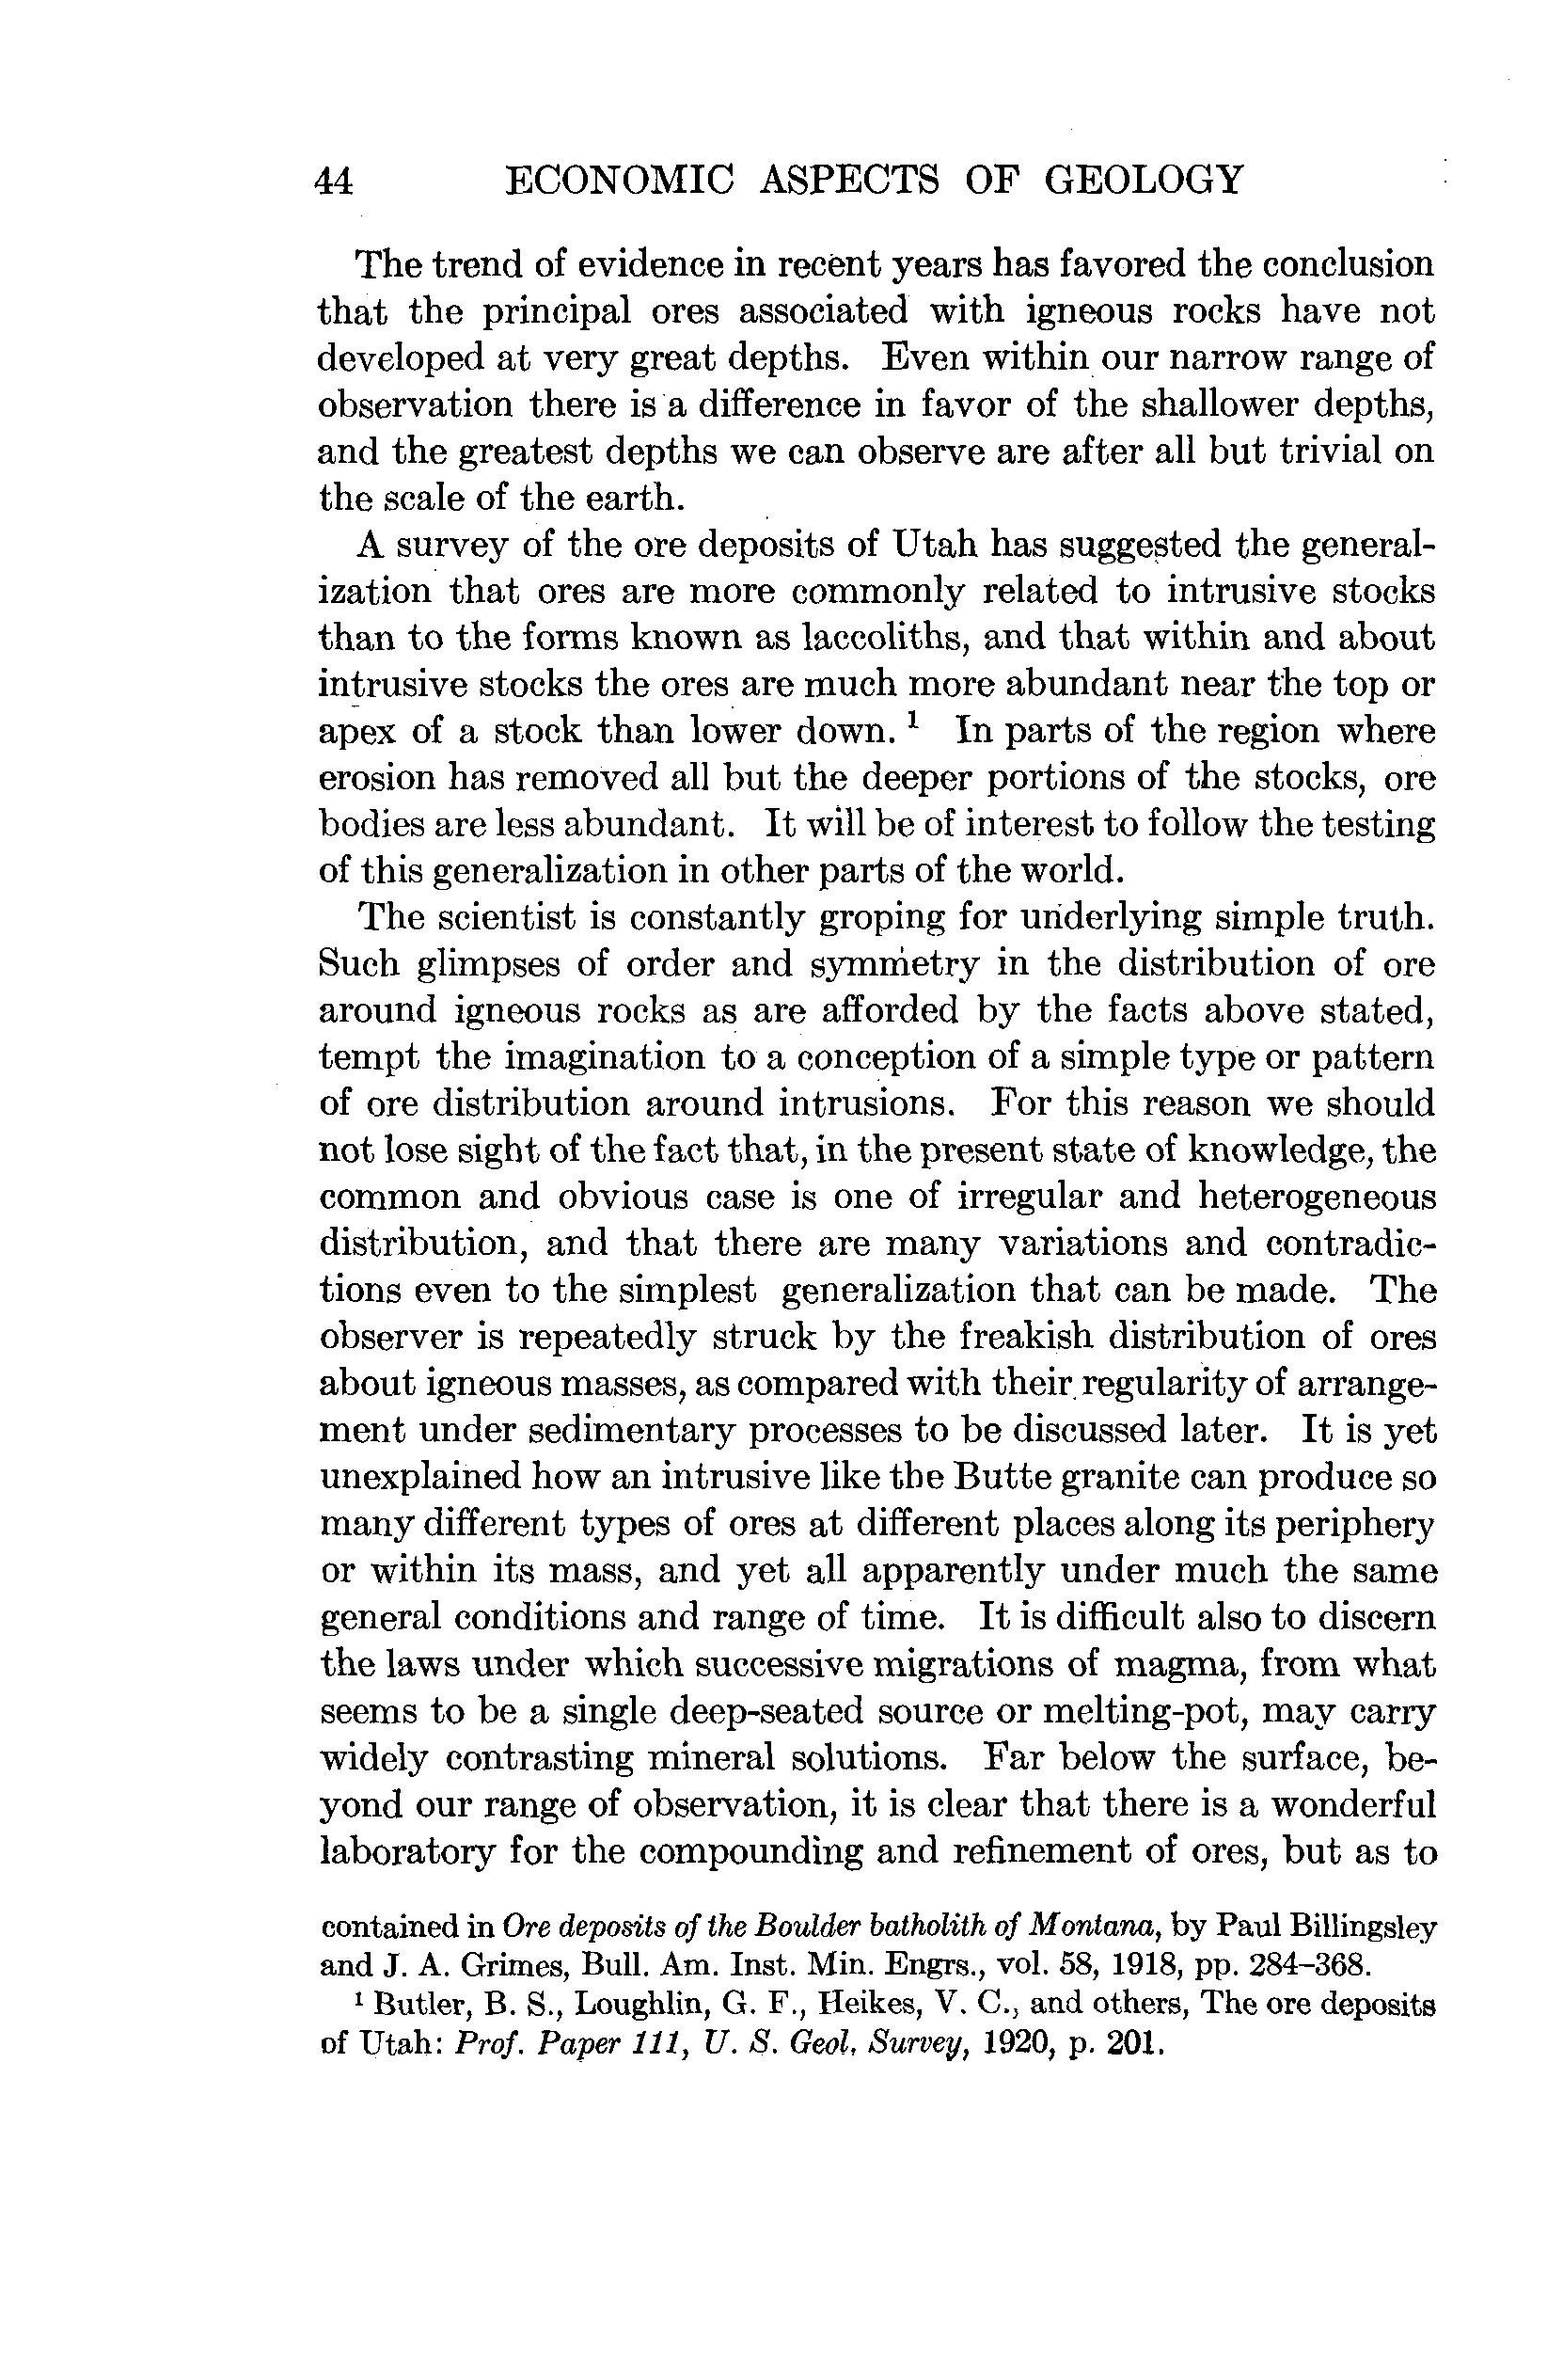 44 ECONOMIC ASPECTS OF GEOLOGY
The trend of evidence in recent years has favored the conclusion
that the principal ores associated with igneous rocks have not
developed at very great depths. Even within our narrow range of
observation there is a difference in favor of the shallower depths,
and the greatest depths we can observe are after all but trivial on
the scale of the earth.
A survey of the ore deposits of Utah has suggested the general-
ization that ores are more commonly related to intrusive stocks
than to the forms known as laccoliths, and that within and about
intrusive stocks the ores are much more abundant near the top or
apex of a stock than lower down. ¹ In parts of the region where
erosion has removed all but the deeper portions of the stocks, ore
bodies are less abundant. It will be of interest to follow the testing
of this generalization in other parts of the world.
The scientist is constantly groping for underlying simple truth.
Such glimpses of order and symmetry in the distribution of ore
around igneous rocks as are afforded by the facts above stated,
tempt the imagination to a conception of a simple type or pattern
of ore distribution around intrusions. For this reason we should
not lose sight of the fact that, in the present state of knowledge, the
common and obvious case is one of irregular and heterogeneous
distribution, and that there are many variations and contradic-
tions even to the simplest generalization that can be made. The
observer is repeatedly struck by the freakish distribution of ores
about igneous masses, as compared with their regularity of arrange-
ment under sedimentary processes to be discussed later. It is yet
unexplained how an intrusive like the Butte granite can produce so
many different types of ores at different places along its periphery
or within its mass, and yet all apparently under much the same
general conditions and range of time. It is difficult also to discern
the laws under which successive migrations of magma, from what
seems to be a single deep-seated source or melting-pot, may carry
widely contrasting mineral solutions. Far below the surface, be-
yond our range of observation, it is clear that there is a wonderful
laboratory for the compounding and refinement of ores, but as to
contained in Ore deposits of the Boulder batholith of Montana, by Paul Billingsley
and J. A. Grimes, Bull. Am. Inst. Min. Engrs., vol. 58, 1918, pp. 284–368.
¹ Butler, B. S., Loughlin, G. F., Heikes, V. C., and others, The ore deposits
of Utah: Prof. Paper 111, U. S. Geol. Survey, 1920, p. 201.